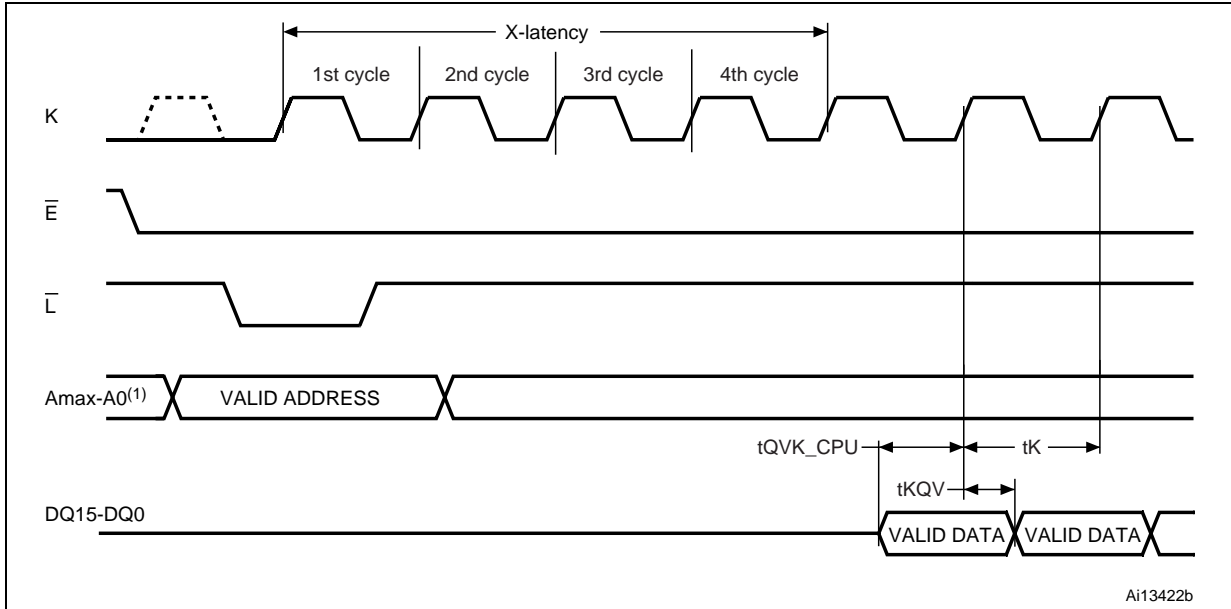 X-latency
1st cycle 2nd cycle 3rd cycle 4th cycle
K
E
L
Amax-A0(1) VALID ADDRESS
tQVK_CPU tK
tKQV
DQ15-DQ0
VALID DATA VALID DATA
Ai13422b